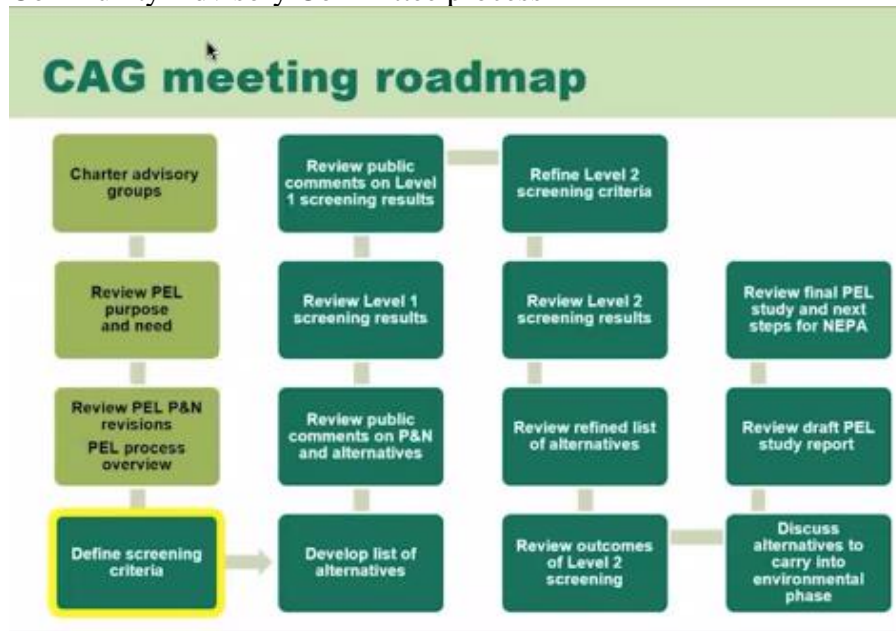 Community Advisory Committee process
CAG meeting roadmap
Charter advisory
groups
Review PEL
purpose
and need
Review PEL P&N
revisions
PEL process
overview
Define screening
criteria
Develop list of
alternatives
Review public
comments on P&N
and alternatives
Review Level 1
screening results
Review public
comments on Level
1 screening results
Refine Level 2
screening criteria
Review Level 2
screening results
Review refined list
of alternatives
Review outcomes
of Level 2
screening
Discuss
alternatives to
carry into
environmental
phase
Review draft PEL
study report
Review final PEL
study and next
steps for NEPA